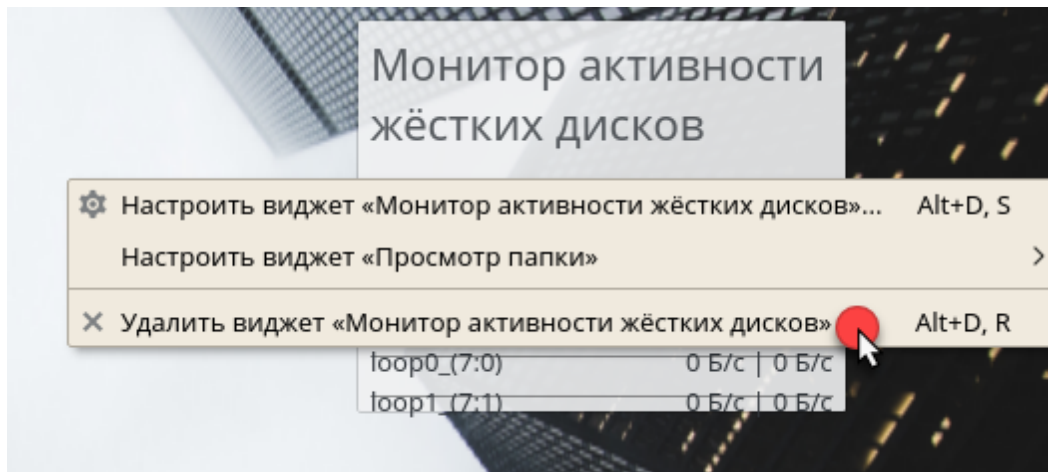 Монитор активности
жёстких дисков
Настроить виджет «Монитор активности жёстких дисков»... Alt+D, S
Настроить виджет «Просмотр папки»
Удалить виджет «Монитор активности жёстких дисков» Alt+D, R
loop0_(7:0) 0 Б/с | 0 Б/с
loop1_(7:1) 0 Б/с | 0 Б/с